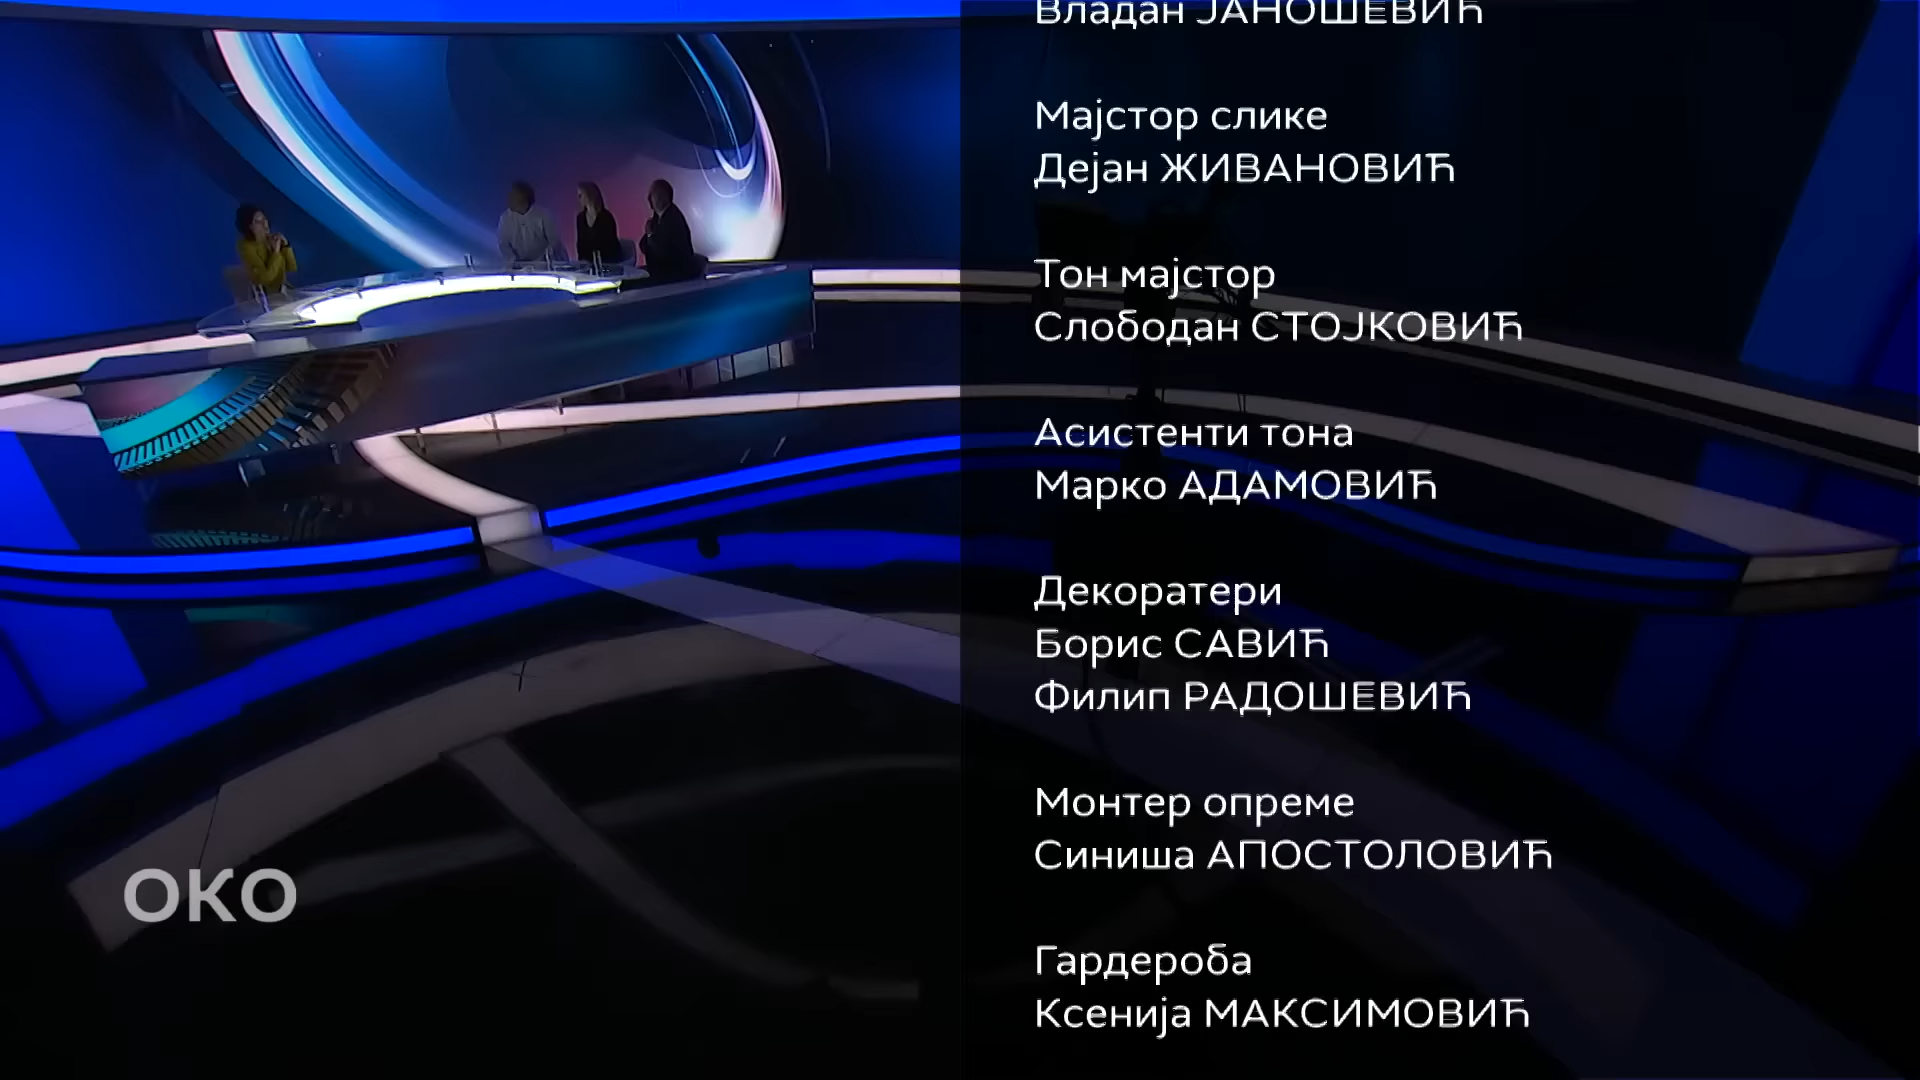 Владан ЈАНОШЕВИЋ
Мајстор слике
Дејан ЖИВАНОВИЋ
Тон мајстор
Слободан СТОЈКОВИЋ
Асистенти тона
Марко АДАМОВИЋ
Декоратери
Борис САВИЋ
Филип РАДОШЕВИЋ
Монтер опреме
Синиша АПОСТОЛОВИЋ
Гардероба
Ксенија МАКСИМОВИЋ
ОКО